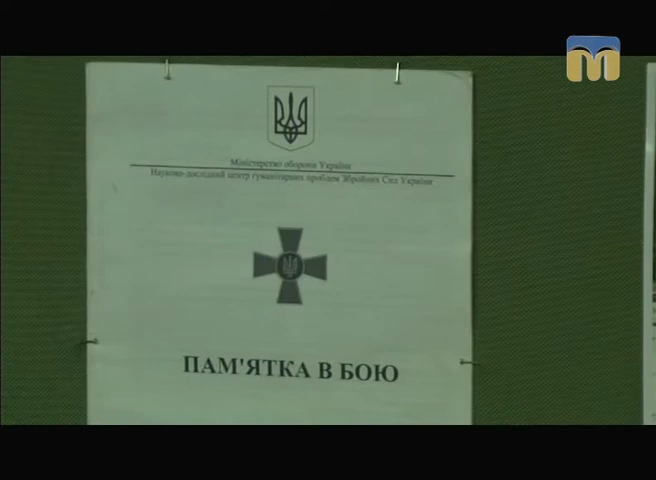 Міністерство оборони України
Науково-дослідний центр гуманітарних проблем Збройних Сил України
ПАМ'ЯТКА В БОЮ